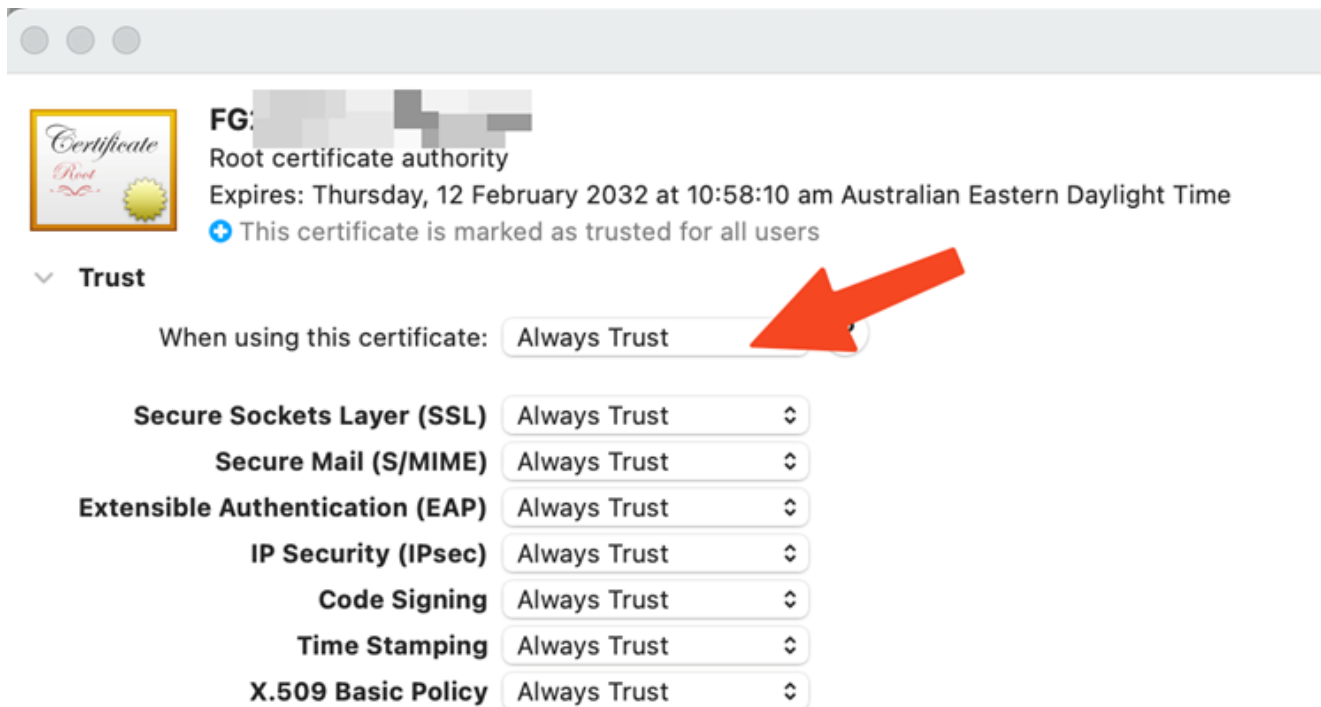 Certificate
Root
FG
Root certificate authority
Expires: Thursday, 12 February 2032 at 10:58:10 am Australian Eastern Daylight Time
This certificate is marked as trusted for all users
Trust
When using this certificate: Always Trust
Secure Sockets Layer (SSL) Always Trust
Secure Mail (S/MIME) Always Trust
Extensible Authentication (EAP) Always Trust
IP Security (IPsec) Always Trust
Code Signing Always Trust
Time Stamping Always Trust
X.509 Basic Policy Always Trust